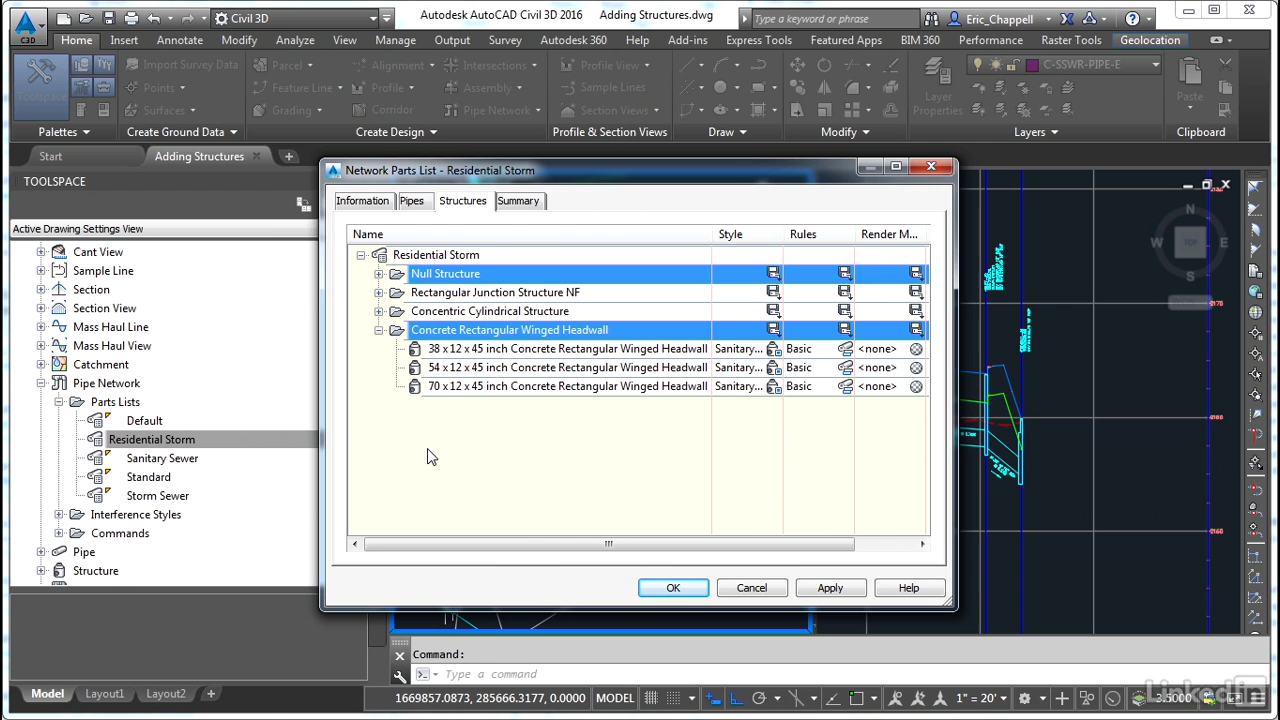 Civil 3D
Autodesk AutoCAD Civil 3D 2016 Adding Structures.dwg
Type a keyword or phrase
Eric_Chappell
C3D
Home Insert Annotate Modify Analyze View Manage Output Survey Autodesk 360 Help Add-ins Express Tools Featured Apps BIM 360 Performance Raster Tools Geolocation
Toolspace
Import Survey Data
Points
Surfaces
Parcel
Feature Line
Grading
Alignment
Profile
Corridor
Intersections
Assembly
Pipe Network
Profile View
Sample Lines
Section Views
Layer Properties
C-SSWR-PIPE-E
Paste
Palettes Create Ground Data Create Design Profile & Section Views Draw Modify Layers Clipboard
Start Adding Structures
TOOLSPACE
Active Drawing Settings View
Cant View
Sample Line
Section
Section View
Mass Haul Line
Mass Haul View
Catchment
Pipe Network
Parts Lists
Default
Residential Storm
Sanitary Sewer
Standard
Storm Sewer
Interference Styles
Commands
Pipe
Structure
Network Parts List - Residential Storm
Information Pipes Structures Summary
Name Style Rules Render M...
Residential Storm
Null Structure
Rectangular Junction Structure NF
Concentric Cylindrical Structure
Concrete Rectangular Winged Headwall
38 x 12 x 45 inch Concrete Rectangular Winged Headwall Sanitary... Basic <none>
54 x 12 x 45 inch Concrete Rectangular Winged Headwall Sanitary... Basic <none>
70 x 12 x 45 inch Concrete Rectangular Winged Headwall Sanitary... Basic <none>
OK Cancel Apply Help
N
W TOP E
S
Command:
Type a command
Model Layout1 Layout2
1669857.0873, 285666.3177, 0.0000 MODEL 1" = 20' 3.5000
LinkedIn